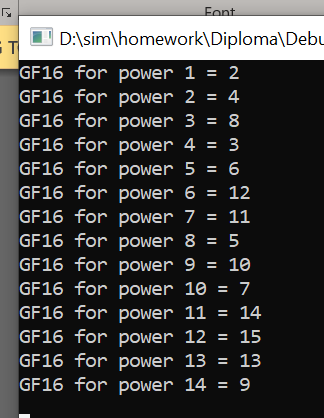 Font
D:\sim\homework\Diploma\Debu
GF16 for power 1 = 2
GF16 for power 2 = 4
GF16 for power 3 = 8
GF16 for power 4 = 3
GF16 for power 5 = 6
GF16 for power 6 = 12
GF16 for power 7 = 11
GF16 for power 8 = 5
GF16 for power 9 = 10
GF16 for power 10 = 7
GF16 for power 11 = 14
GF16 for power 12 = 15
GF16 for power 13 = 13
GF16 for power 14 = 9